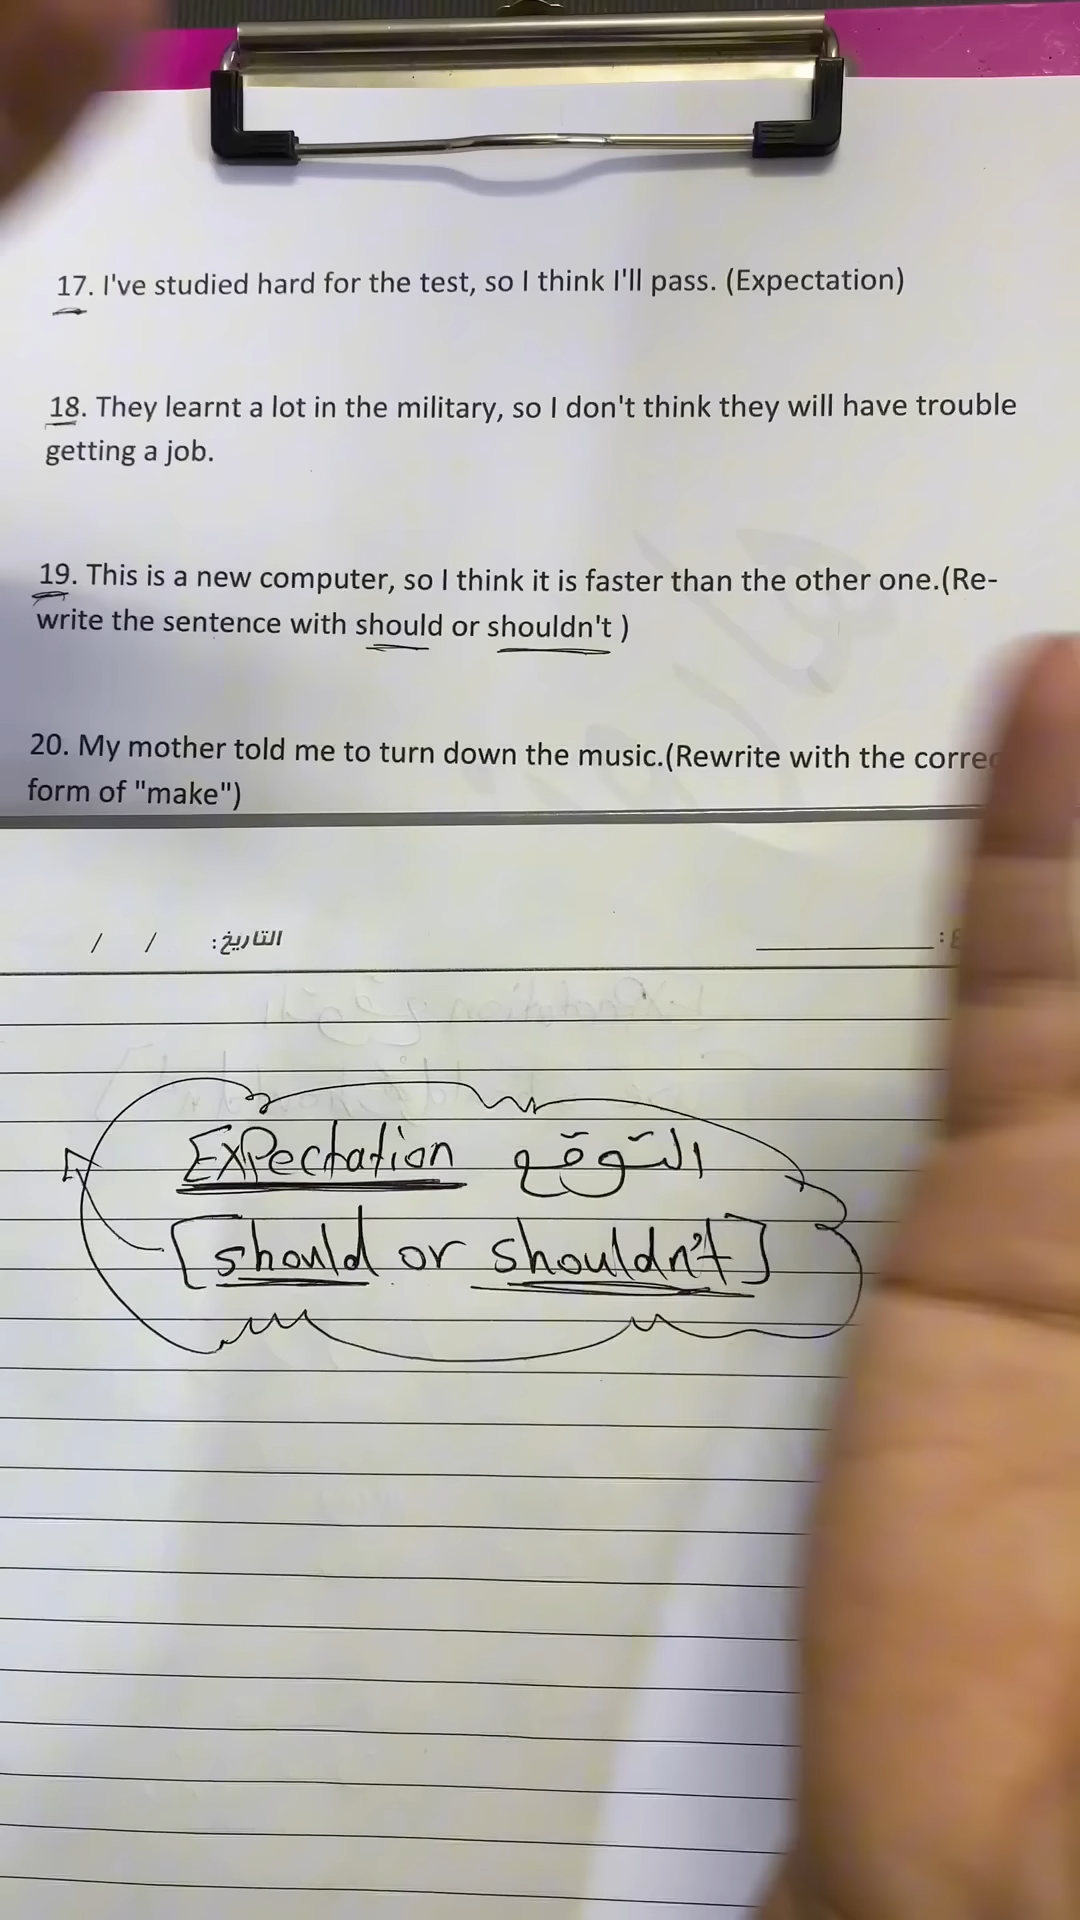 17. I've studied hard for the test, so I think I'll pass. (Expectation)
18. They learnt a lot in the military, so I don't think they will have trouble
getting a job.
19. This is a new computer, so I think it is faster than the other one.(Re-
write the sentence with should or shouldn't )
20. My mother told me to turn down the music.(Rewrite with the
form of "make")
التاريخ: / /
Expectation التوقع
[should or shouldn't]